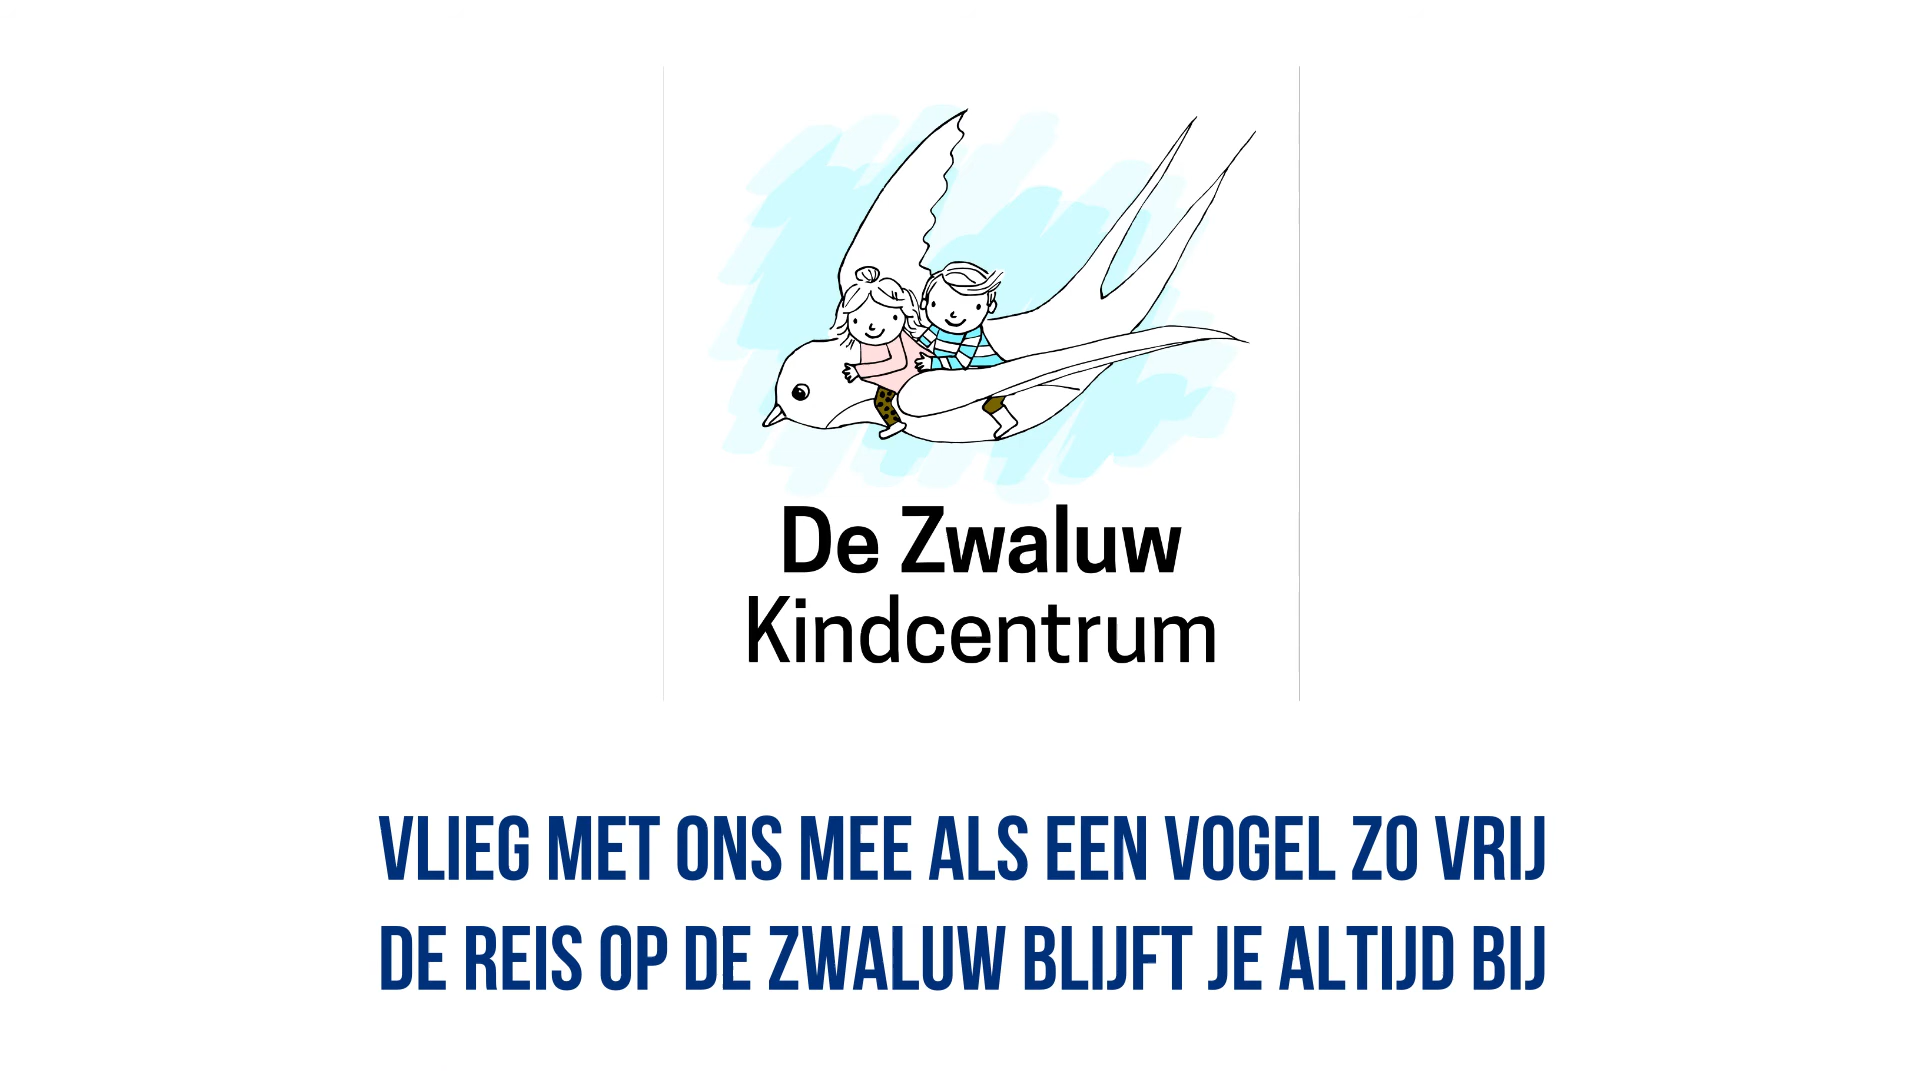 De Zwaluw
Kindcentrum
VLIEG MET ONS MEE ALS EEN VOGEL ZO VRIJ
DE REIS OP DE ZWALUW BLIJFT JE ALTIJD BIJ